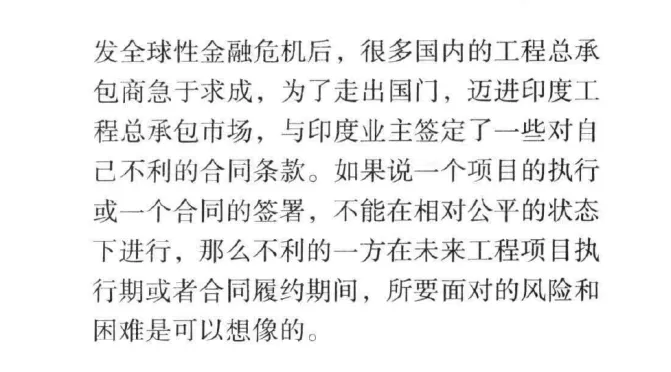 发全球性金融危机后，很多国内的工程总承
包商急于求成，为了走出国门，迈进印度工
程总承包市场，与印度业主签定了一些对自
己不利的合同条款。如果说一个项目的执行
或一个合同的签署，不能在相对公平的状态
下进行，那么不利的一方在未来工程项目执
行期或者合同履约期间，所要面对的风险和
困难是可以想像的。